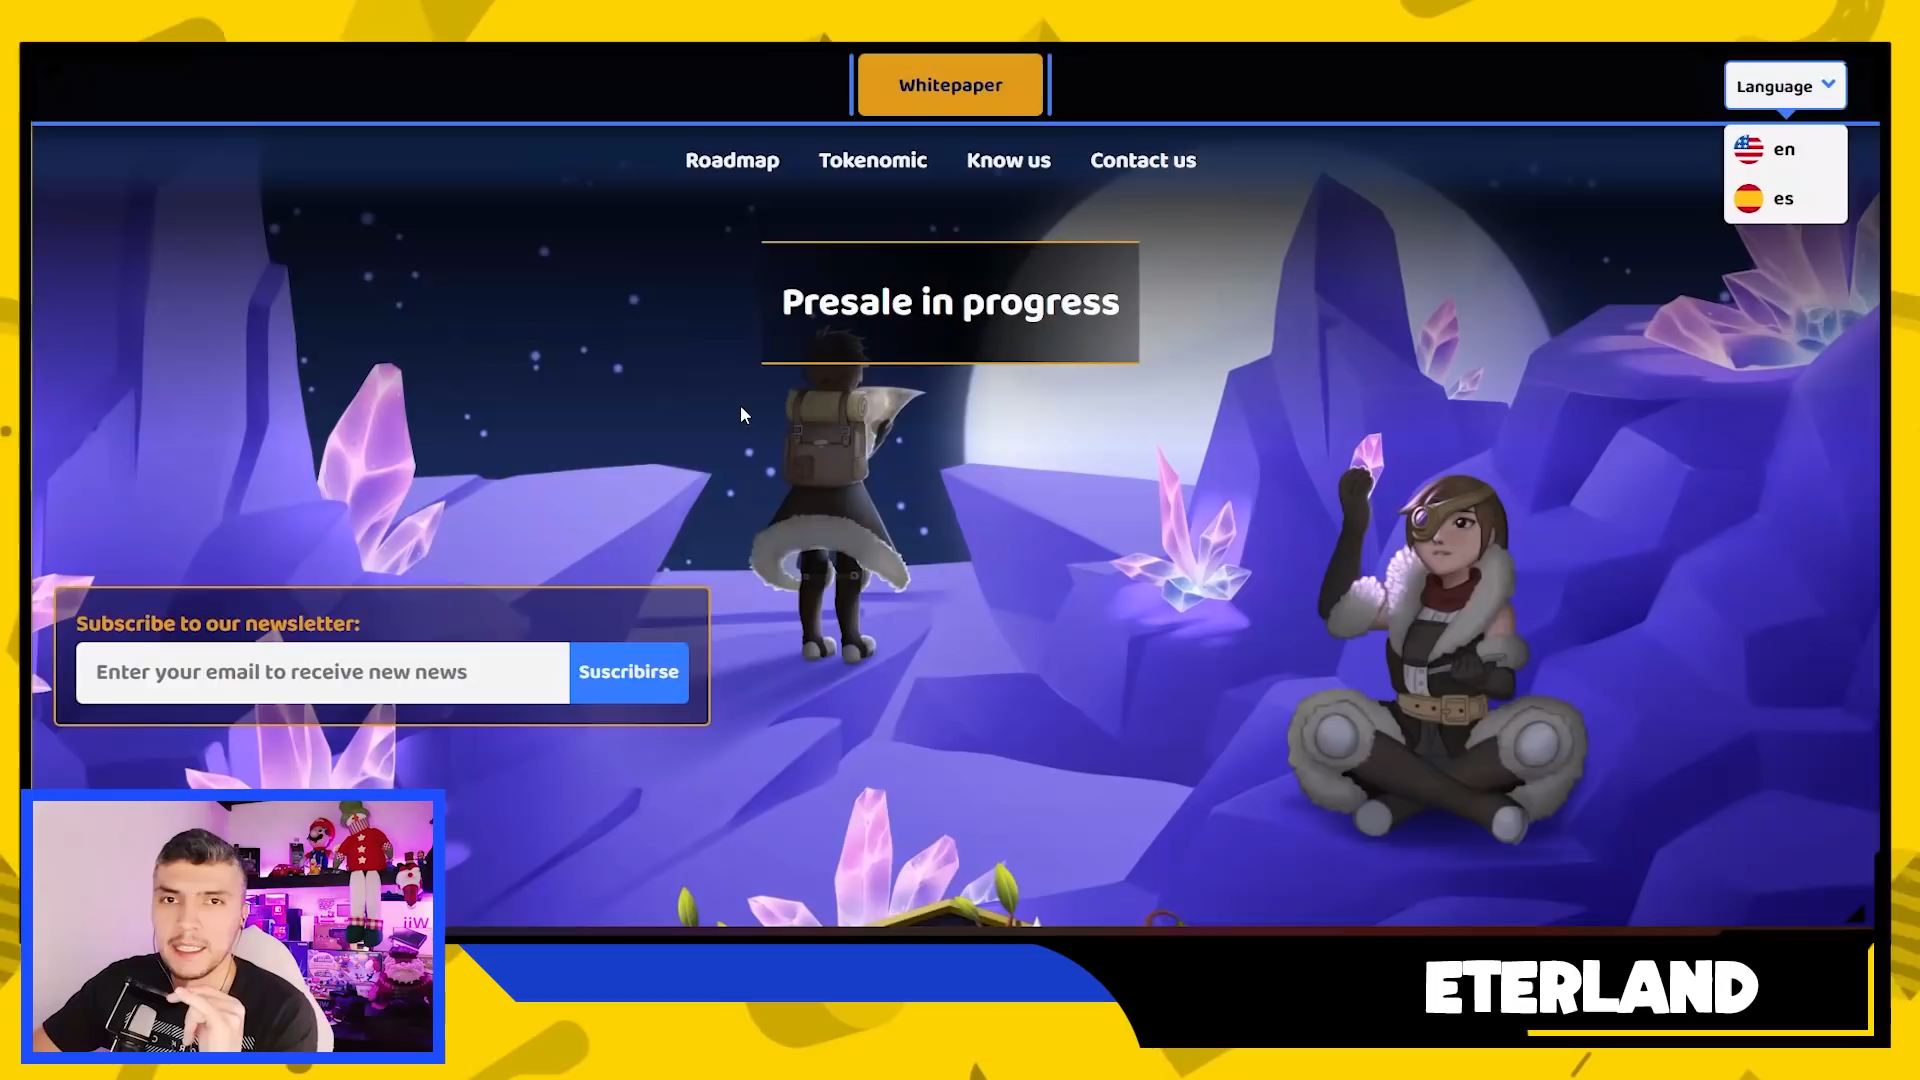 Whitepaper
Language
en
es
Roadmap Tokenomic Know us Contact us
Presale in progress
Subscribe to our newsletter:
Enter your email to receive new news
Suscribirse
iiW
ETERLAND